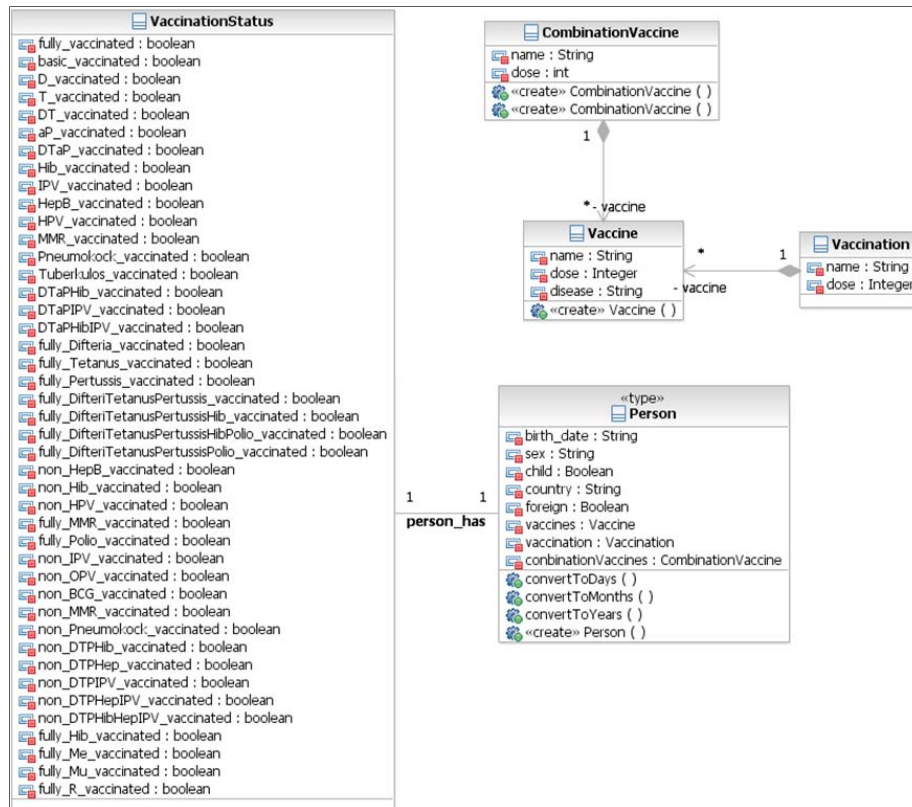 VaccinationStatus
fully_vaccinated : boolean
basic_vaccinated : boolean
D_vaccinated : boolean
T_vaccinated : boolean
DT_vaccinated : boolean
aP_vaccinated : boolean
DTaP_vaccinated : boolean
Hib_vaccinated : boolean
IPV_vaccinated : boolean
HepB_vaccinated : boolean
HPV_vaccinated : boolean
MMR_vaccinated : boolean
Pneumokock_vaccinated : boolean
Tuberkulos_vaccinated : boolean
DTaPHib_vaccinated : boolean
DTaPIPV_vaccinated : boolean
DTaPHibIPV_vaccinated : boolean
fully_Difteria_vaccinated : boolean
fully_Tetanus_vaccinated : boolean
fully_Pertussis_vaccinated : boolean
fully_DifteriTetanusPertussis_vaccinated : boolean
fully_DifteriTetanusPertussisHib_vaccinated : boolean
fully_DifteriTetanusPertussisHibPolio_vaccinated : boolean
fully_DifteriTetanusPertussisPolio_vaccinated : boolean
non_HepB_vaccinated : boolean
non_Hib_vaccinated : boolean
non_HPV_vaccinated : boolean
fully_MMR_vaccinated : boolean
fully_Polio_vaccinated : boolean
non_IPV_vaccinated : boolean
non_OPV_vaccinated : boolean
non_BCG_vaccinated : boolean
non_MMR_vaccinated : boolean
non_Pneumokock_vaccinated : boolean
non_DTPHib_vaccinated : boolean
non_DTPHep_vaccinated : boolean
non_DTPIPV_vaccinated : boolean
non_DTPHepIPV_vaccinated : boolean
non_DTPHibHepIPV_vaccinated : boolean
fully_Hib_vaccinated : boolean
fully_Me_vaccinated : boolean
fully_Mu_vaccinated : boolean
fully_R_vaccinated : boolean
CombinationVaccine
name : String
dose : int
«create» CombinationVaccine ( )
«create» CombinationVaccine ( )
1
* - vaccine
Vaccine
name : String
dose : Integer
disease : String
«create» Vaccine ( )
* 1
- vaccine
Vaccination
name : String
dose : Integer
1 1
person_has
«type»
Person
birth_date : String
sex : String
child : Boolean
country : String
foreign : Boolean
vaccines : Vaccine
vaccination : Vaccination
conbinationVaccines : CombinationVaccine
convertToDays ( )
convertToMonths ( )
convertToYears ( )
«create» Person ( )